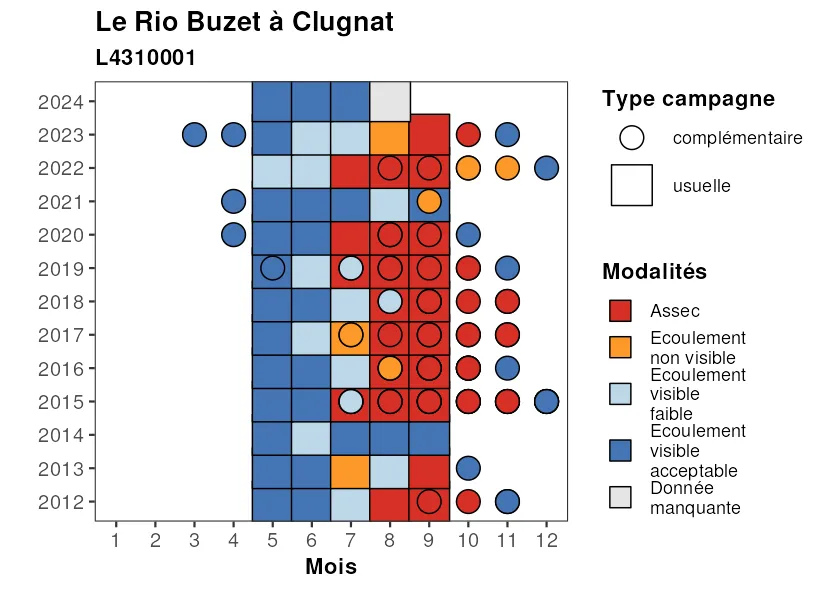 Le Rio Buzet à Clugnat
L4310001
2024
2023
2022
2021
2020
2019
2018
2017
2016
2015
2014
2013
2012
1 2 3 4 5 6 7 8 9 10 11 12
Mois
Type campagne
complémentaire
usuelle
Modalités
Assec
Ecoulement
non visible
Ecoulement
visible
faible
Ecoulement
visible
acceptable
Donnée
manquante